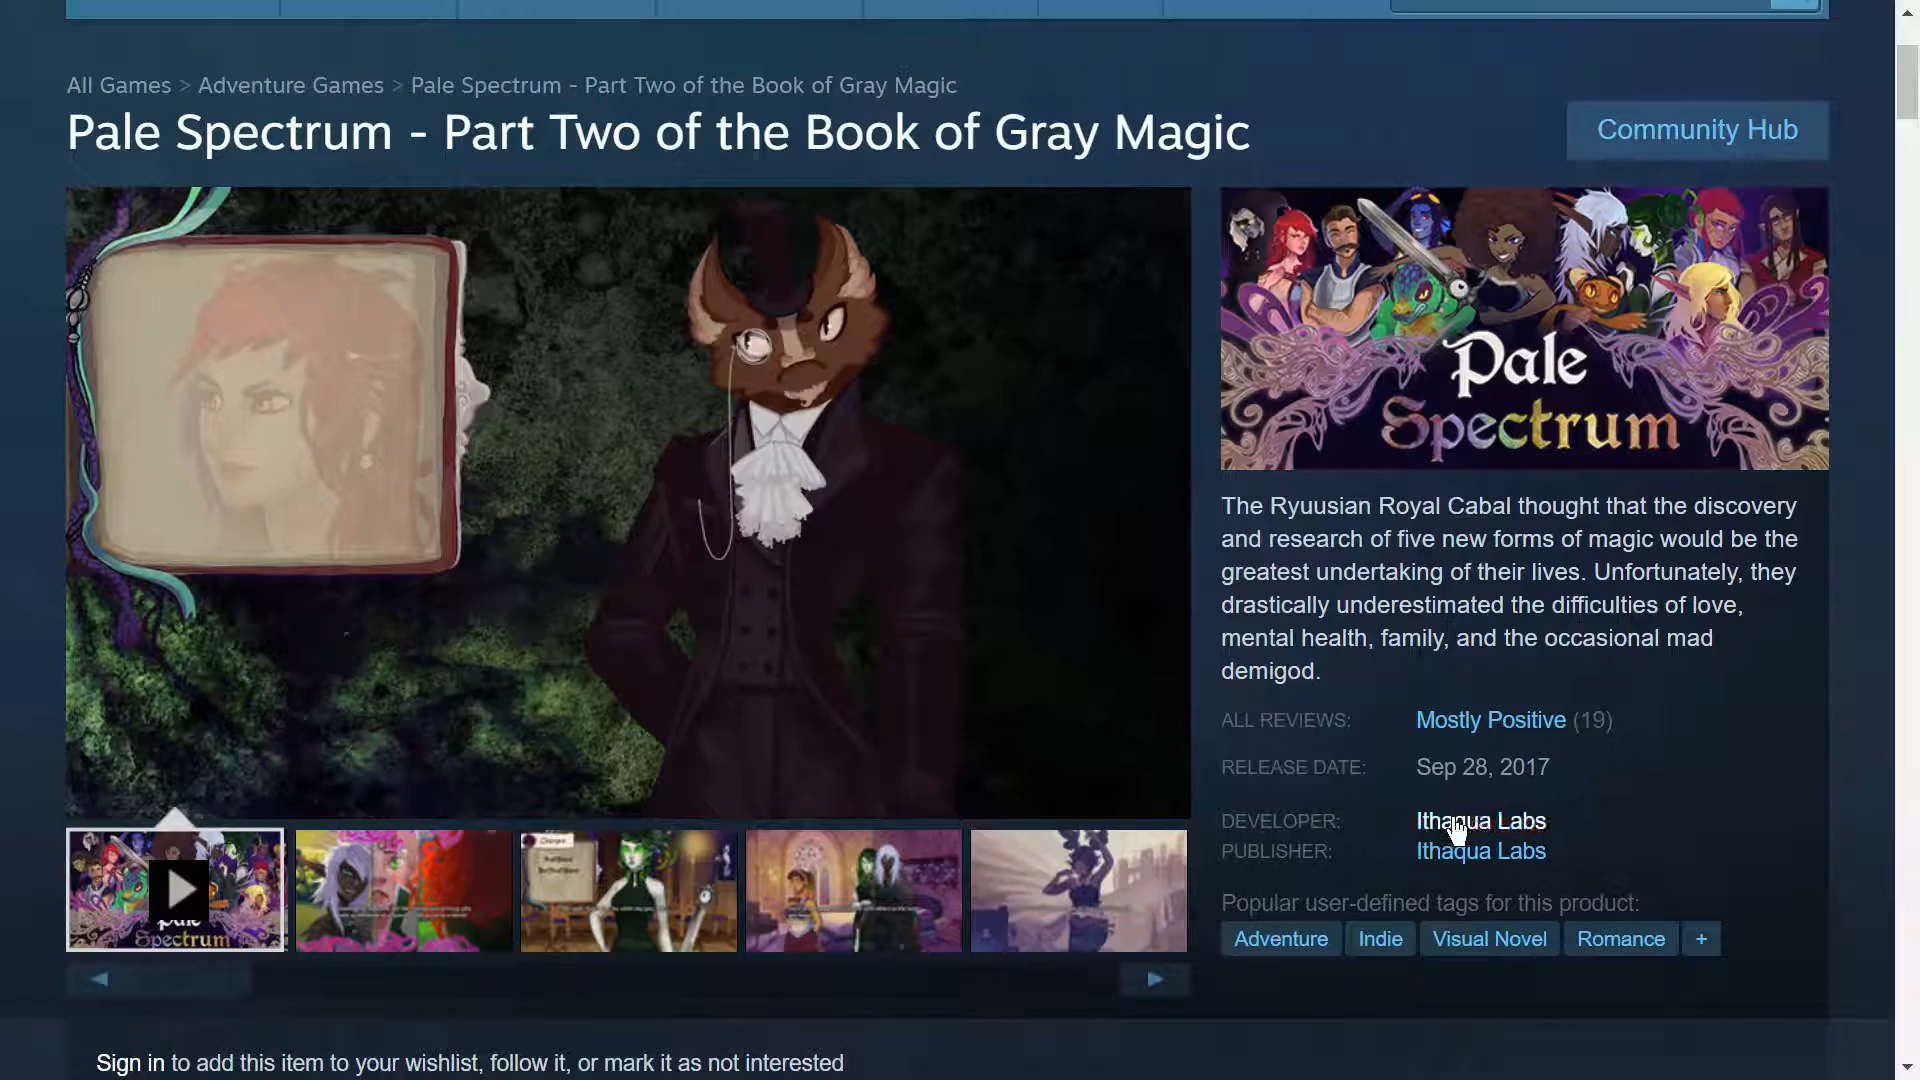 All Games > Adventure Games > Pale Spectrum - Part Two of the Book of Gray Magic
Pale Spectrum - Part Two of the Book of Gray Magic
Community Hub
Pale
Spectrum
The Ryuusian Royal Cabal thought that the discovery
and research of five new forms of magic would be the
greatest undertaking of their lives. Unfortunately, they
drastically underestimated the difficulties of love,
mental health, family, and the occasional mad
demigod.
ALL REVIEWS: Mostly Positive (19)
RELEASE DATE: Sep 28, 2017
DEVELOPER: Ithaqua Labs
PUBLISHER: Ithaqua Labs
Popular user-defined tags for this product:
Adventure Indie Visual Novel Romance +
Pale
Spectrum
Sign in to add this item to your wishlist, follow it, or mark it as not interested